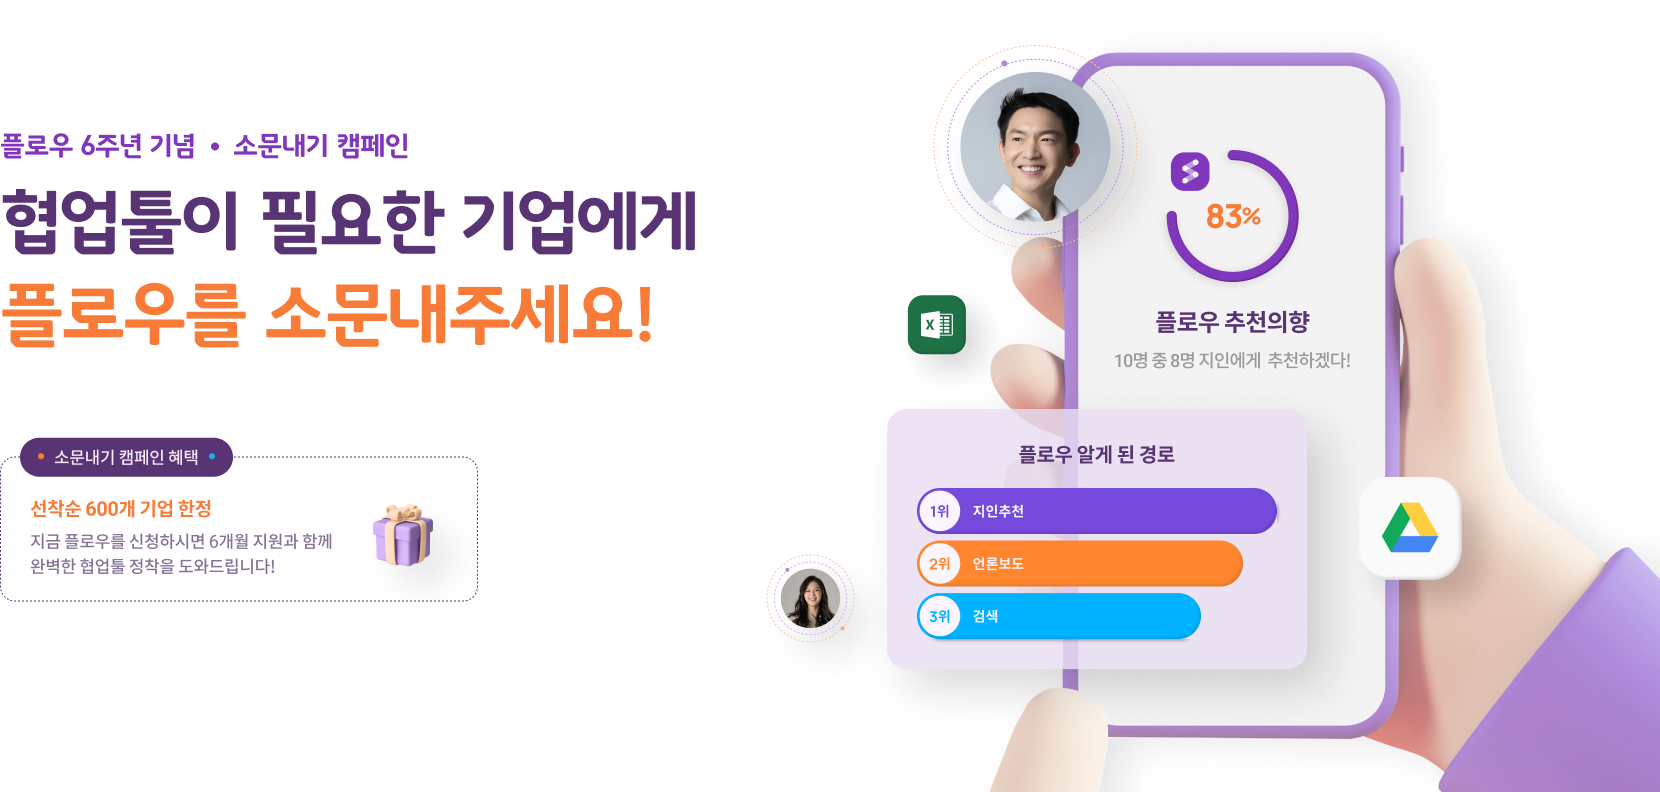 플로우 6주년 기념 • 소문내기 캠페인
협업툴이 필요한 기업에게
플로우를 소문내주세요!
• 소문내기 캠페인 혜택 •
선착순 600개 기업 한정
지금 플로우를 신청하시면 6개월 지원과 함께
완벽한 협업툴 정착을 도와드립니다!
83%
플로우 추천의향
10명 중 8명 지인에게 추천하겠다!
X
플로우 알게 된 경로
1위 지인추천
2위 언론보도
3위 검색